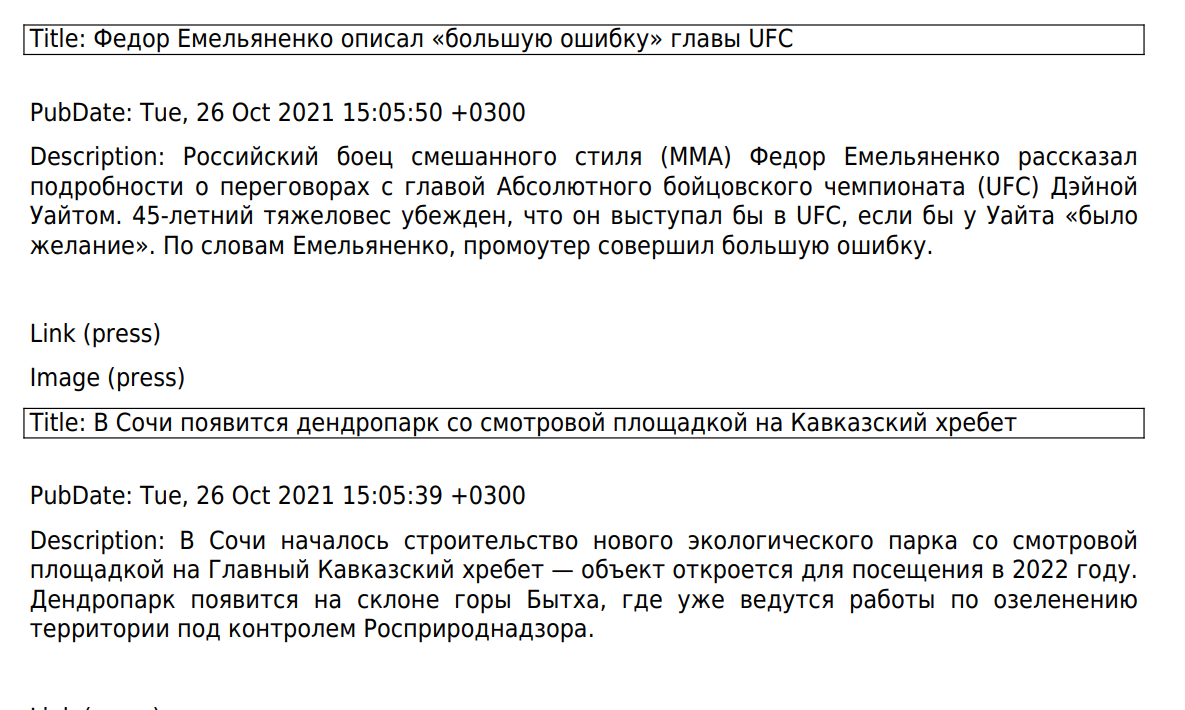 Title: Федор Емельяненко описал «большую ошибку» главы UFC
PubDate: Tue, 26 Oct 2021 15:05:50 +0300
Description: Российский боец смешанного стиля (MMA) Федор Емельяненко рассказал
подробности о переговорах с главой Абсолютного бойцовского чемпионата (UFC) Дэйной
Уайтом. 45-летний тяжеловес убежден, что он выступал бы в UFC, если бы у Уайта «было
желание». По словам Емельяненко, промоутер совершил большую ошибку.
Link (press)
Image (press)
Title: В Сочи появится дендропарк со смотровой площадкой на Кавказский хребет
PubDate: Tue, 26 Oct 2021 15:05:39 +0300
Description: В Сочи началось строительство нового экологического парка со смотровой
площадкой на Главный Кавказский хребет — объект откроется для посещения в 2022 году.
Дендропарк появится на склоне горы Бытха, где уже ведутся работы по озеленению
территории под контролем Росприроднадзора.